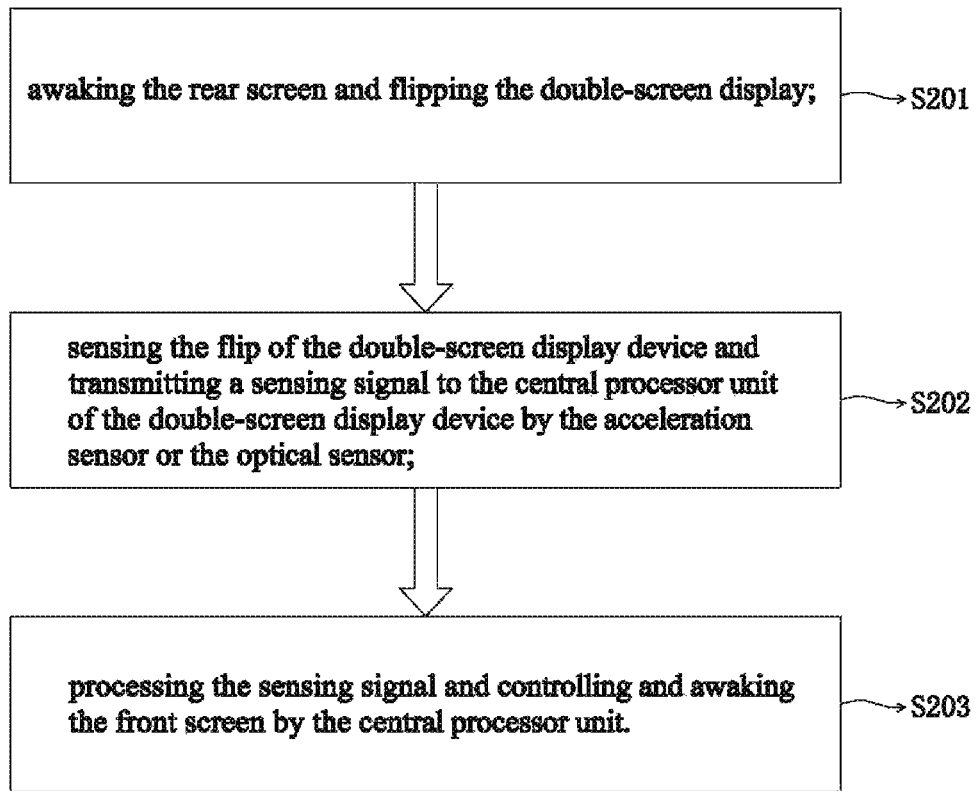 awaking the rear screen and flipping the double-screen display;
S201
sensing the flip of the double-screen display device and
transmitting a sensing signal to the central processor unit
of the double-screen display device by the acceleration
sensor or the optical sensor;
S202
processing the sensing signal and controlling and awaking
the front screen by the central processor unit.
S203